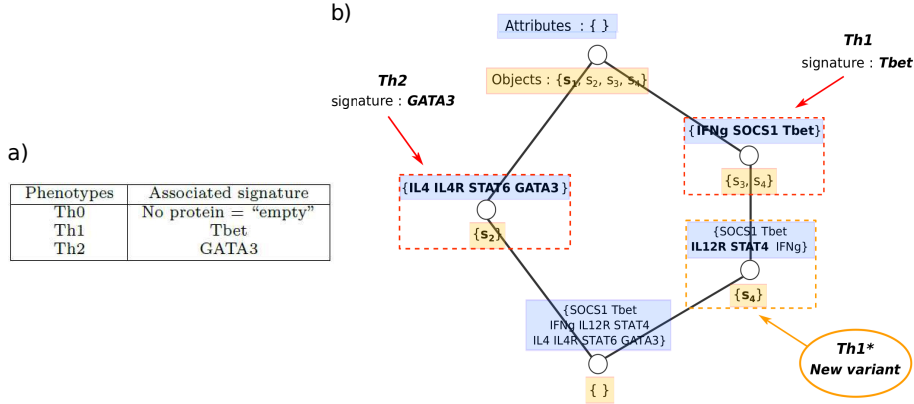 a)
Phenotypes Associated signature
Th0 No protein = “empty”
Th1 Tbet
Th2 GATA3
b)
Attributes : { }
Objects : {s1, s2, s3, s4}
Th2
signature : GATA3
Th1
signature : Tbet
{IFNg SOCS1 Tbet}
{s3, s4}
{IL4 IL4R STAT6 GATA3 }
{s2}
{SOCS1 Tbet
IL12R STAT4 IFNg}
{s4}
{SOCS1 Tbet
IFNg IL12R STAT4
IL4 IL4R STAT6 GATA3}
{ }
Th1*
New variant